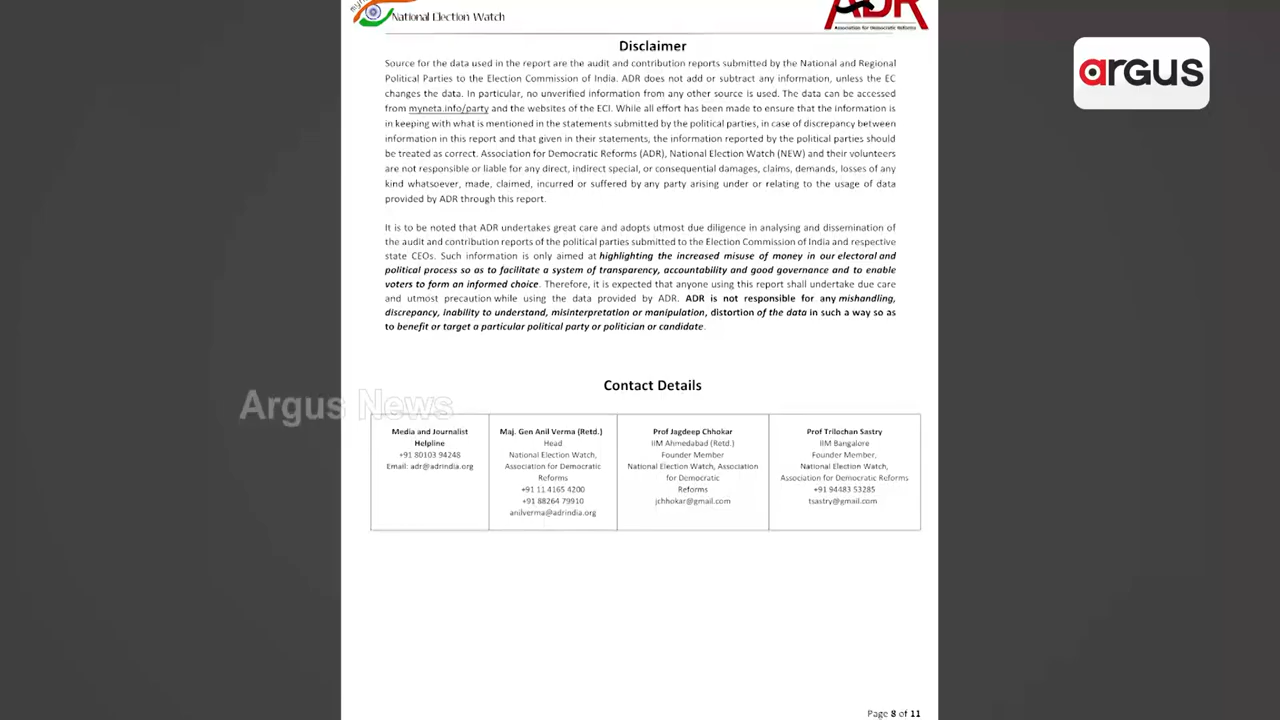 National Election Watch
ADR
Association for Democratic Reforms
argus
Disclaimer
Source for the data used in the report are the audit and contribution reports submitted by the National and Regional
Political Parties to the Election Commission of India. ADR does not add or subtract any information, unless the EC
changes the data. In particular, no unverified information from any other source is used. The data can be accessed
from myneta.info/party and the websites of the ECI. While all effort has been made to ensure that the information is
in keeping with what is mentioned in the statements submitted by the political parties, in case of discrepancy between
information in this report and that given in their statements, the information reported by the political parties should
be treated as correct. Association for Democratic Reforms (ADR), National Election Watch (NEW) and their volunteers
are not responsible or liable for any direct, indirect special, or consequential damages, claims, demands, losses of any
kind whatsoever, made, claimed, incurred or suffered by any party arising under or relating to the usage of data
provided by ADR through this report.
It is to be noted that ADR undertakes great care and adopts utmost due diligence in analysing and dissemination of
the audit and contribution reports of the political parties submitted to the Election Commission of India and respective
state CEOs. Such information is only aimed at highlighting the increased misuse of money in our electoral and
political process so as to facilitate a system of transparency, accountability and good governance and to enable
voters to form an informed choice. Therefore, it is expected that anyone using this report shall undertake due care
and utmost precaution while using the data provided by ADR. ADR is not responsible for any mishandling,
discrepancy, inability to understand, misinterpretation or manipulation, distortion of the data in such a way so as
to benefit or target a particular political party or politician or candidate.
Contact Details
Argus News
Media and Journalist
Helpline
+91 80103 94248
Email: adr@adrindia.org
Maj. Gen Anil Verma (Retd.)
Head
National Election Watch,
Association for Democratic
Reforms
+91 11 4165 4200
+91 88264 79910
anilverma@adrindia.org
Prof Jagdeep Chhokar
IIM Ahmedabad (Retd.)
Founder Member
National Election Watch, Association
for Democratic
Reforms
jchhokar@gmail.com
Prof Trilochan Sastry
IIM Bangalore
Founder Member,
National Election Watch,
Association for Democratic Reforms
+91 94483 53285
tsastry@gmail.com
Page 8 of 11